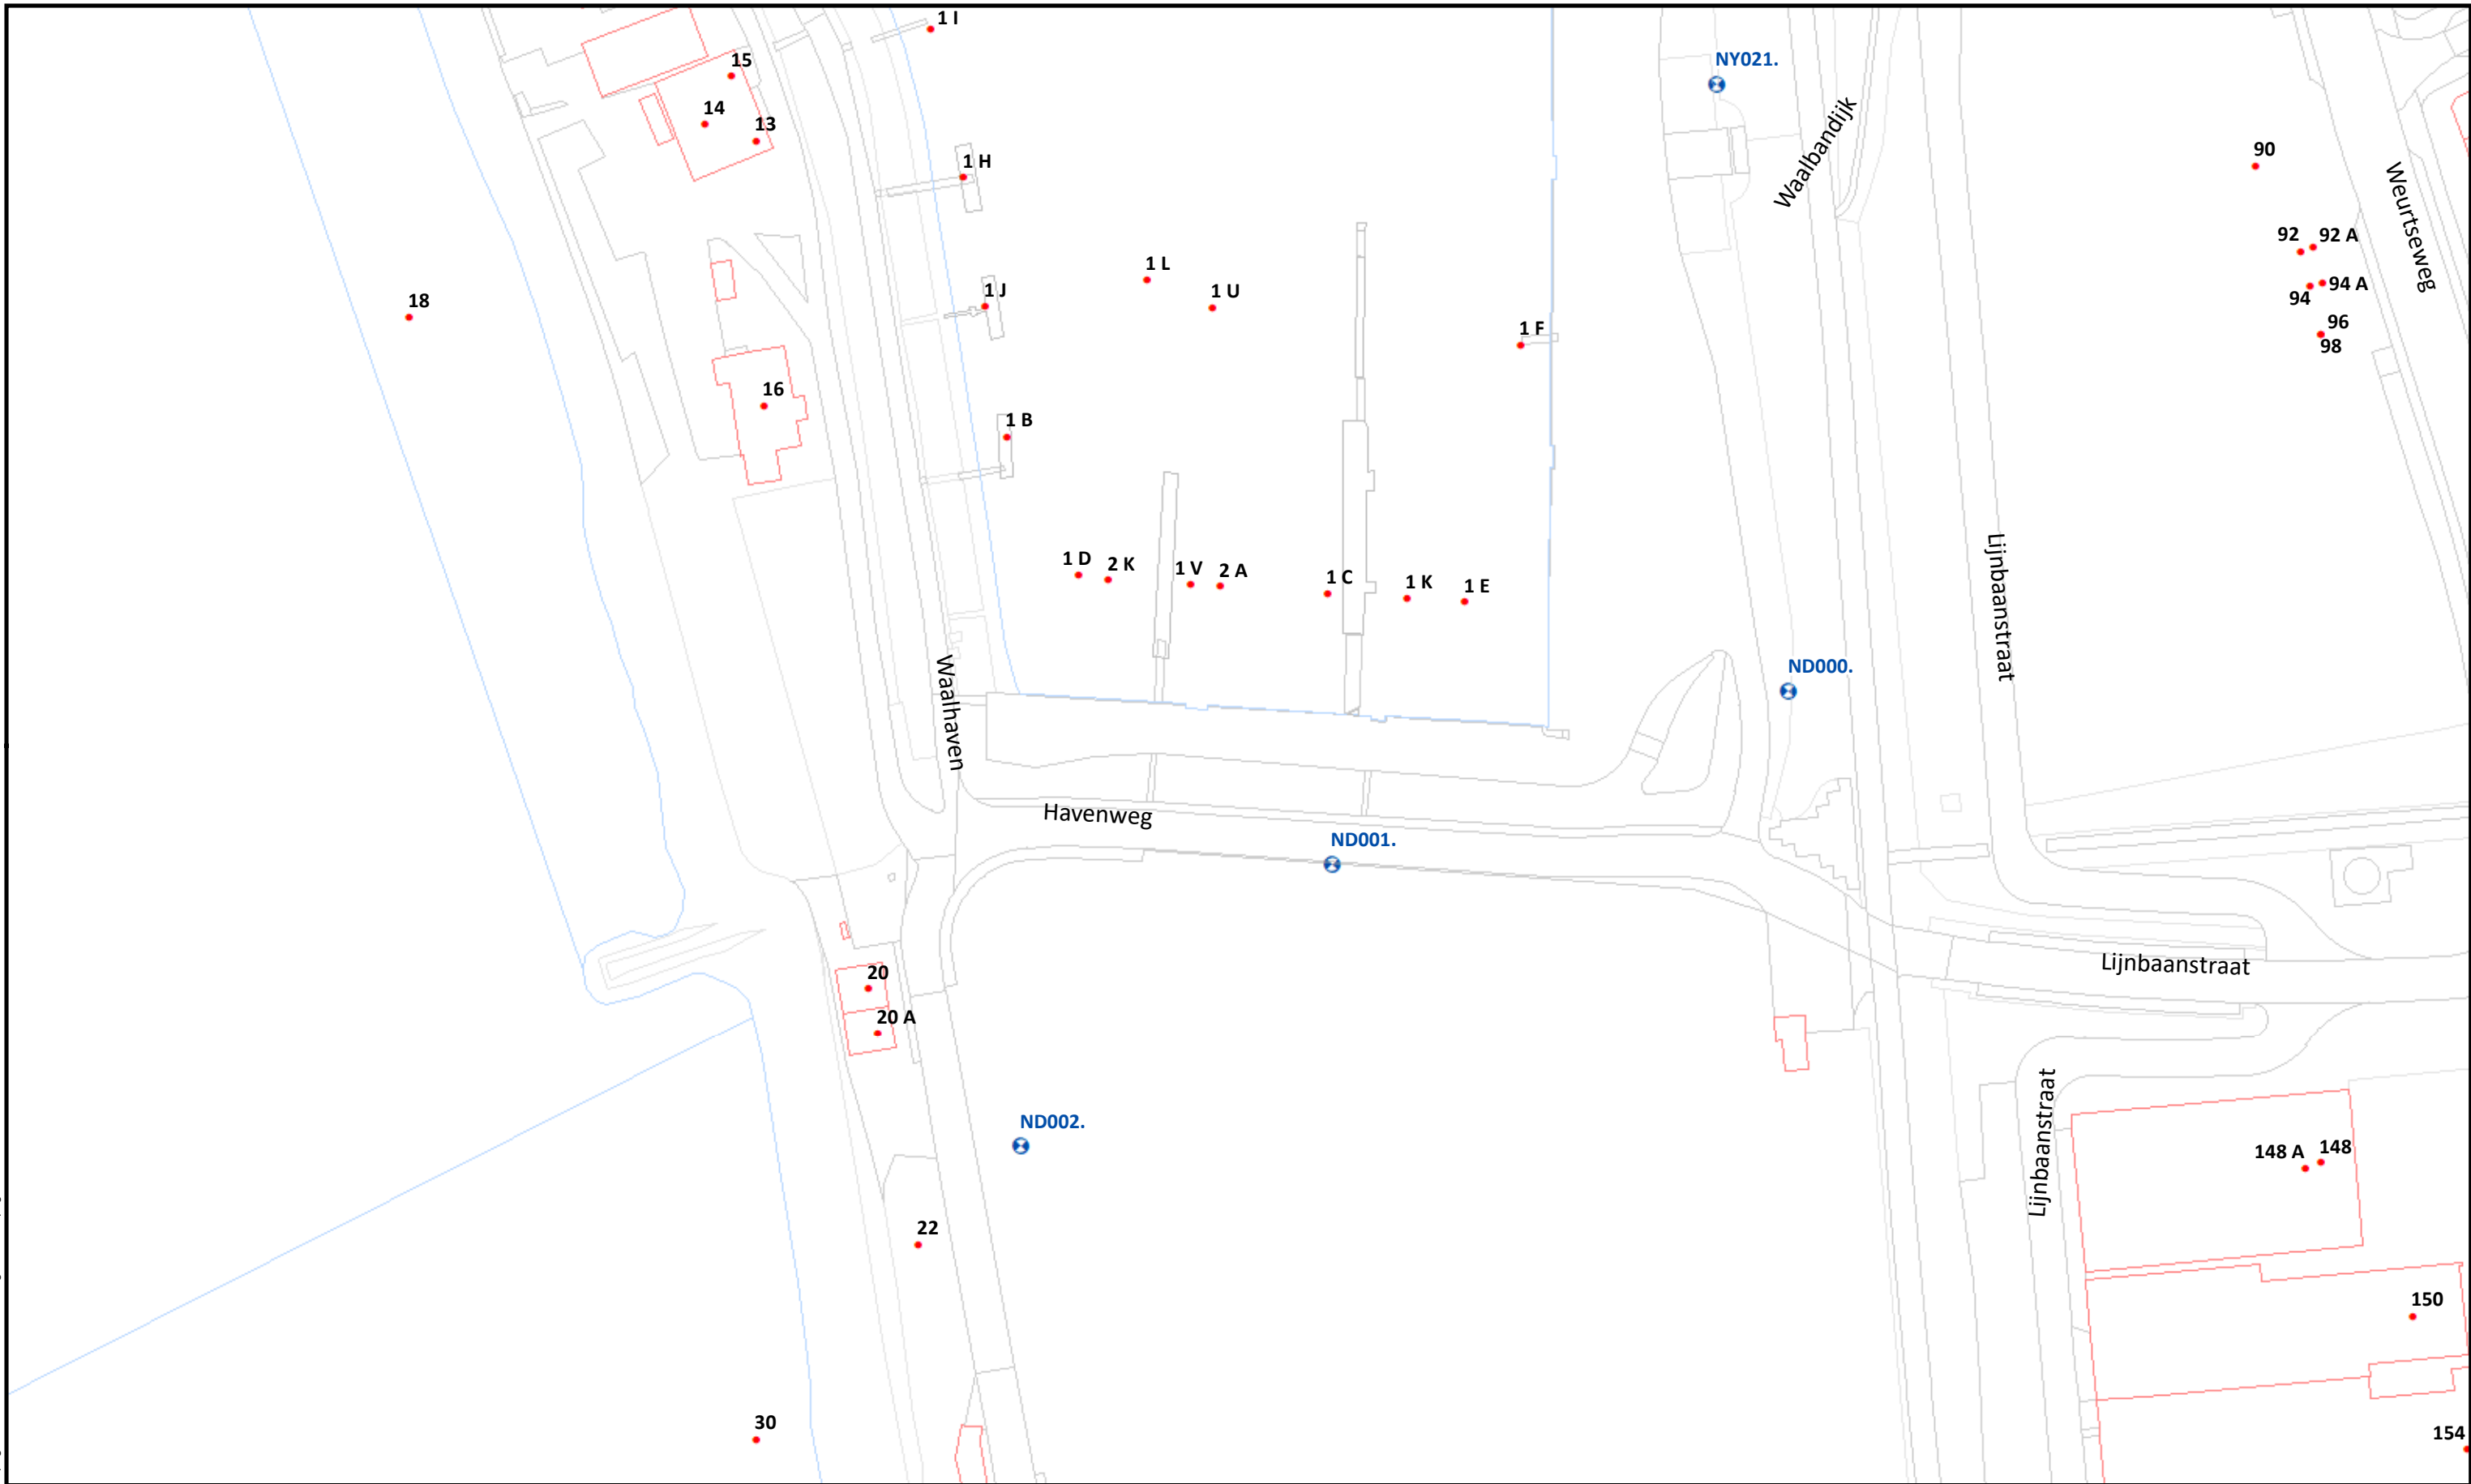 1 I
15
NY021.
14
13
Waalbandijk
90
1 H
Weurtseweg
92
92 A
1 L
94 A
1 J
1 U
94
18
96
1 F
98
16
1 B
1 D
2 K
1 V
2 A
1 C
1 K
1 E
Lijnbaanstraat
ND000.
Waalhaven
Havenweg
ND001.
Lijnbaanstraat
20
20 A
ND002.
Lijnbaanstraat
148 A
148
22
150
30
154